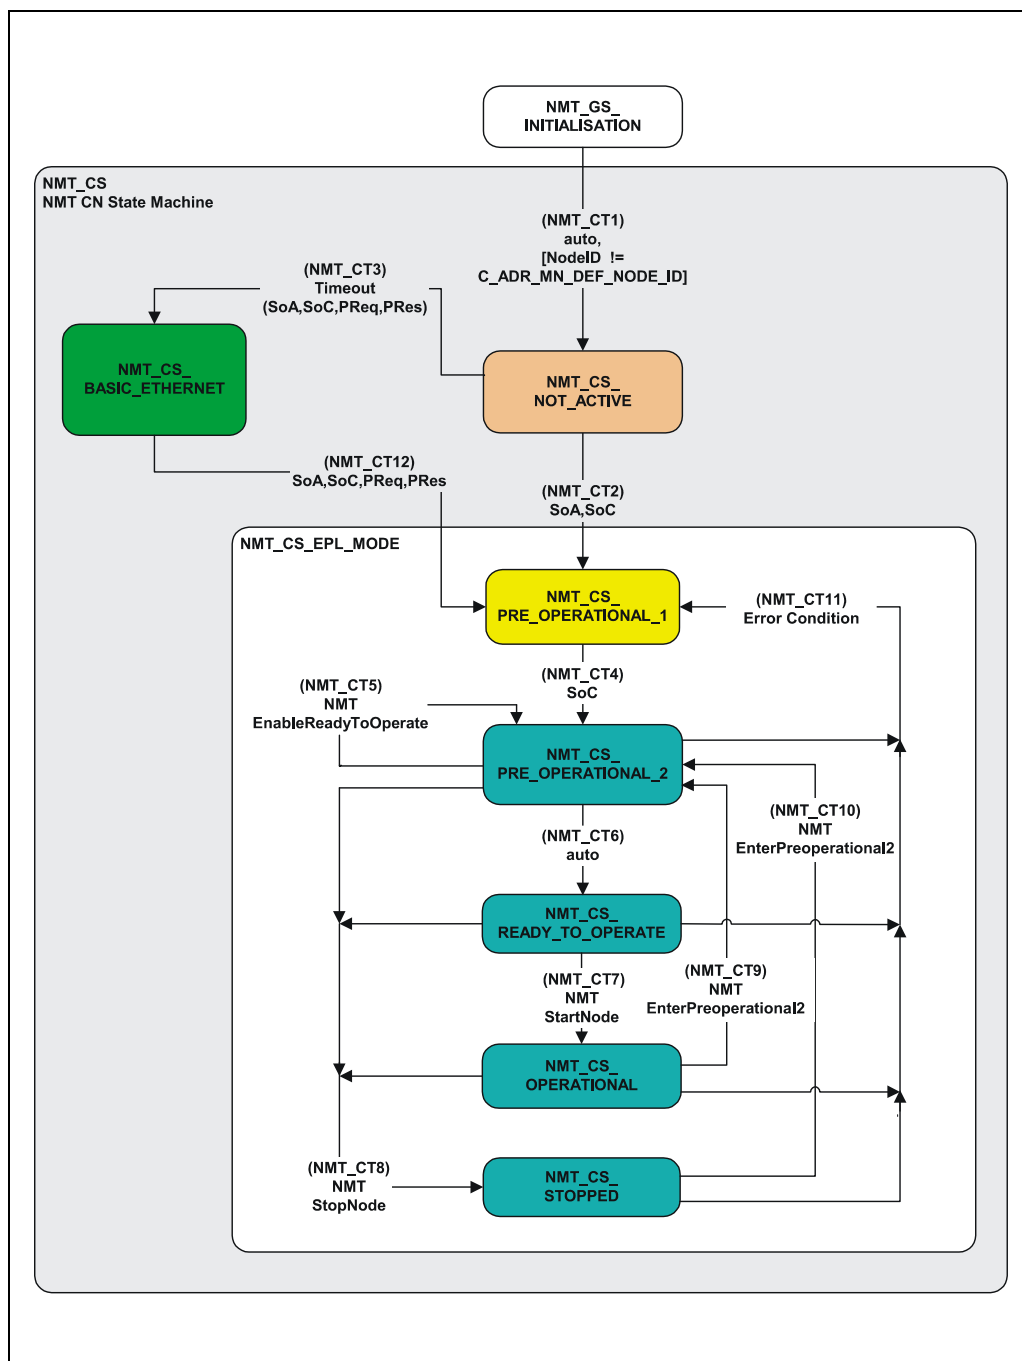 NMT_GS_
INITIALISATION
NMT_CS
NMT CN State Machine
(NMT_CT1)
auto,
[NodeID !=
C_ADR_MN_DEF_NODE_ID]
(NMT_CT3)
Timeout
(SoA,SoC,PReq,PRes)
NMT_CS_
BASIC_ETHERNET
NMT_CS_
NOT_ACTIVE
(NMT_CT12)
SoA,SoC,PReq,PRes
(NMT_CT2)
SoA,SoC
NMT_CS_EPL_MODE
NMT_CS_
PRE_OPERATIONAL_1
(NMT_CT11)
Error Condition
(NMT_CT4)
SoC
(NMT_CT5)
NMT
EnableReadyToOperate
NMT_CS_
PRE_OPERATIONAL_2
(NMT_CT10)
NMT
EnterPreoperational2
(NMT_CT6)
auto
NMT_CS_
READY_TO_OPERATE
(NMT_CT7)
NMT
StartNode
(NMT_CT9)
NMT
EnterPreoperational2
NMT_CS_
OPERATIONAL
(NMT_CT8)
NMT
StopNode
NMT_CS_
STOPPED